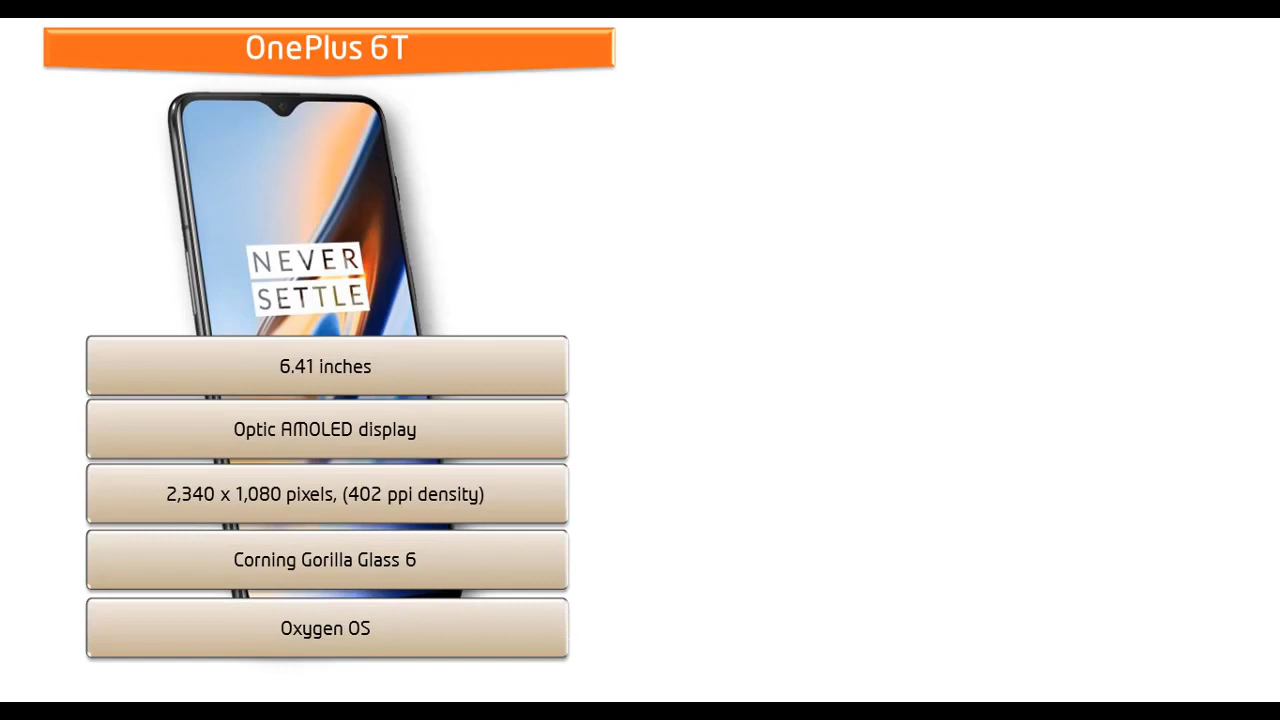 OnePlus 6T
NEVER
SETTLE
6.41 inches
Optic AMOLED display
2,340 x 1,080 pixels, (402 ppi density)
Corning Gorilla Glass 6
Oxygen OS